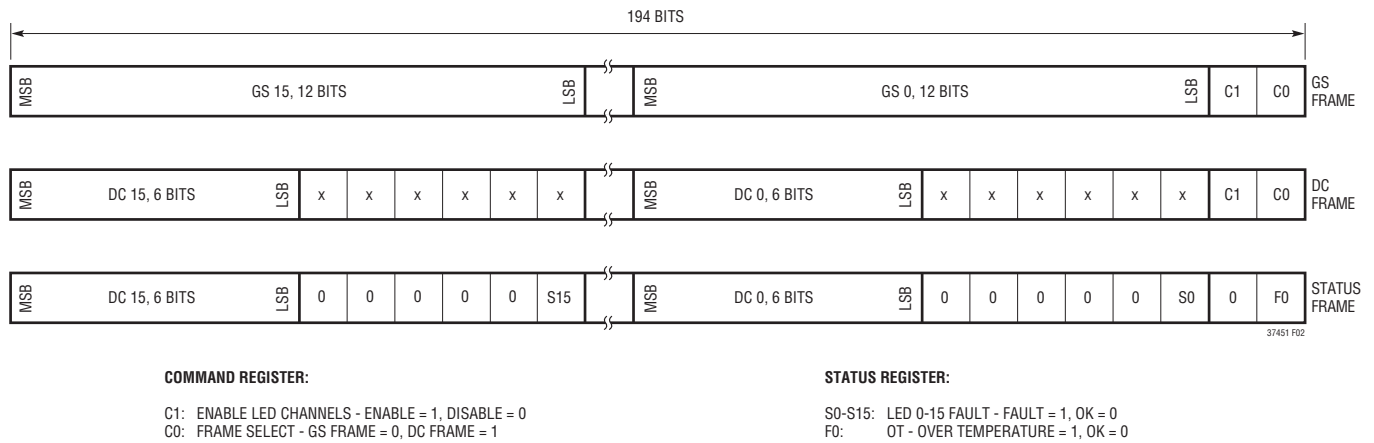 194 BITS
MSB GS 15, 12 BITS LSB MSB GS 0, 12 BITS LSB C1 C0 GS FRAME
MSB DC 15, 6 BITS LSB x x x x x x MSB DC 0, 6 BITS LSB x x x x x x C1 C0 DC FRAME
MSB DC 15, 6 BITS LSB 0 0 0 0 0 S15 MSB DC 0, 6 BITS LSB 0 0 0 0 0 S0 0 F0 STATUS FRAME
37451 F02
COMMAND REGISTER:
C1: ENABLE LED CHANNELS - ENABLE = 1, DISABLE = 0
C0: FRAME SELECT - GS FRAME = 0, DC FRAME = 1
STATUS REGISTER:
S0-S15: LED 0-15 FAULT - FAULT = 1, OK = 0
F0: OT - OVER TEMPERATURE = 1, OK = 0